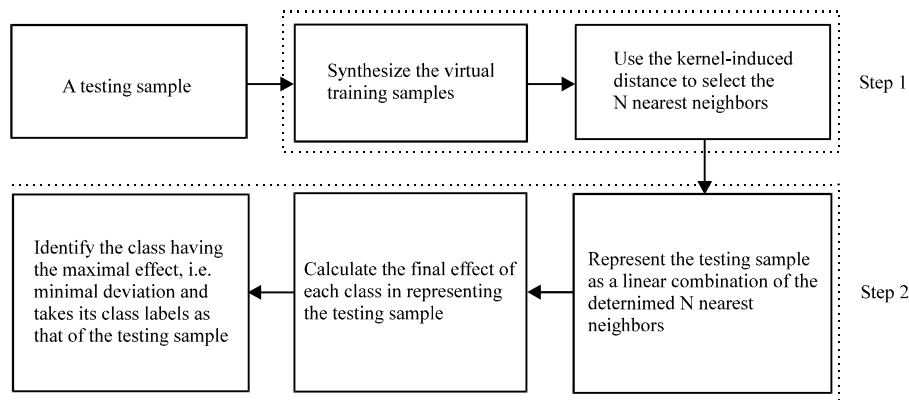 A testing sample
Synthesize the virtual
training samples
Use the kernel-induced
distance to select the
N nearest neighbors
Step 1
Identify the class having
the maximal effect, i.e.
minimal deviation and
takes its class labels as
that of the testing sample
Calculate the final effect of
each class in representing
the testing sample
Represent the testing sample
as a linear combination of the
deternimed N nearest
neighbors
Step 2